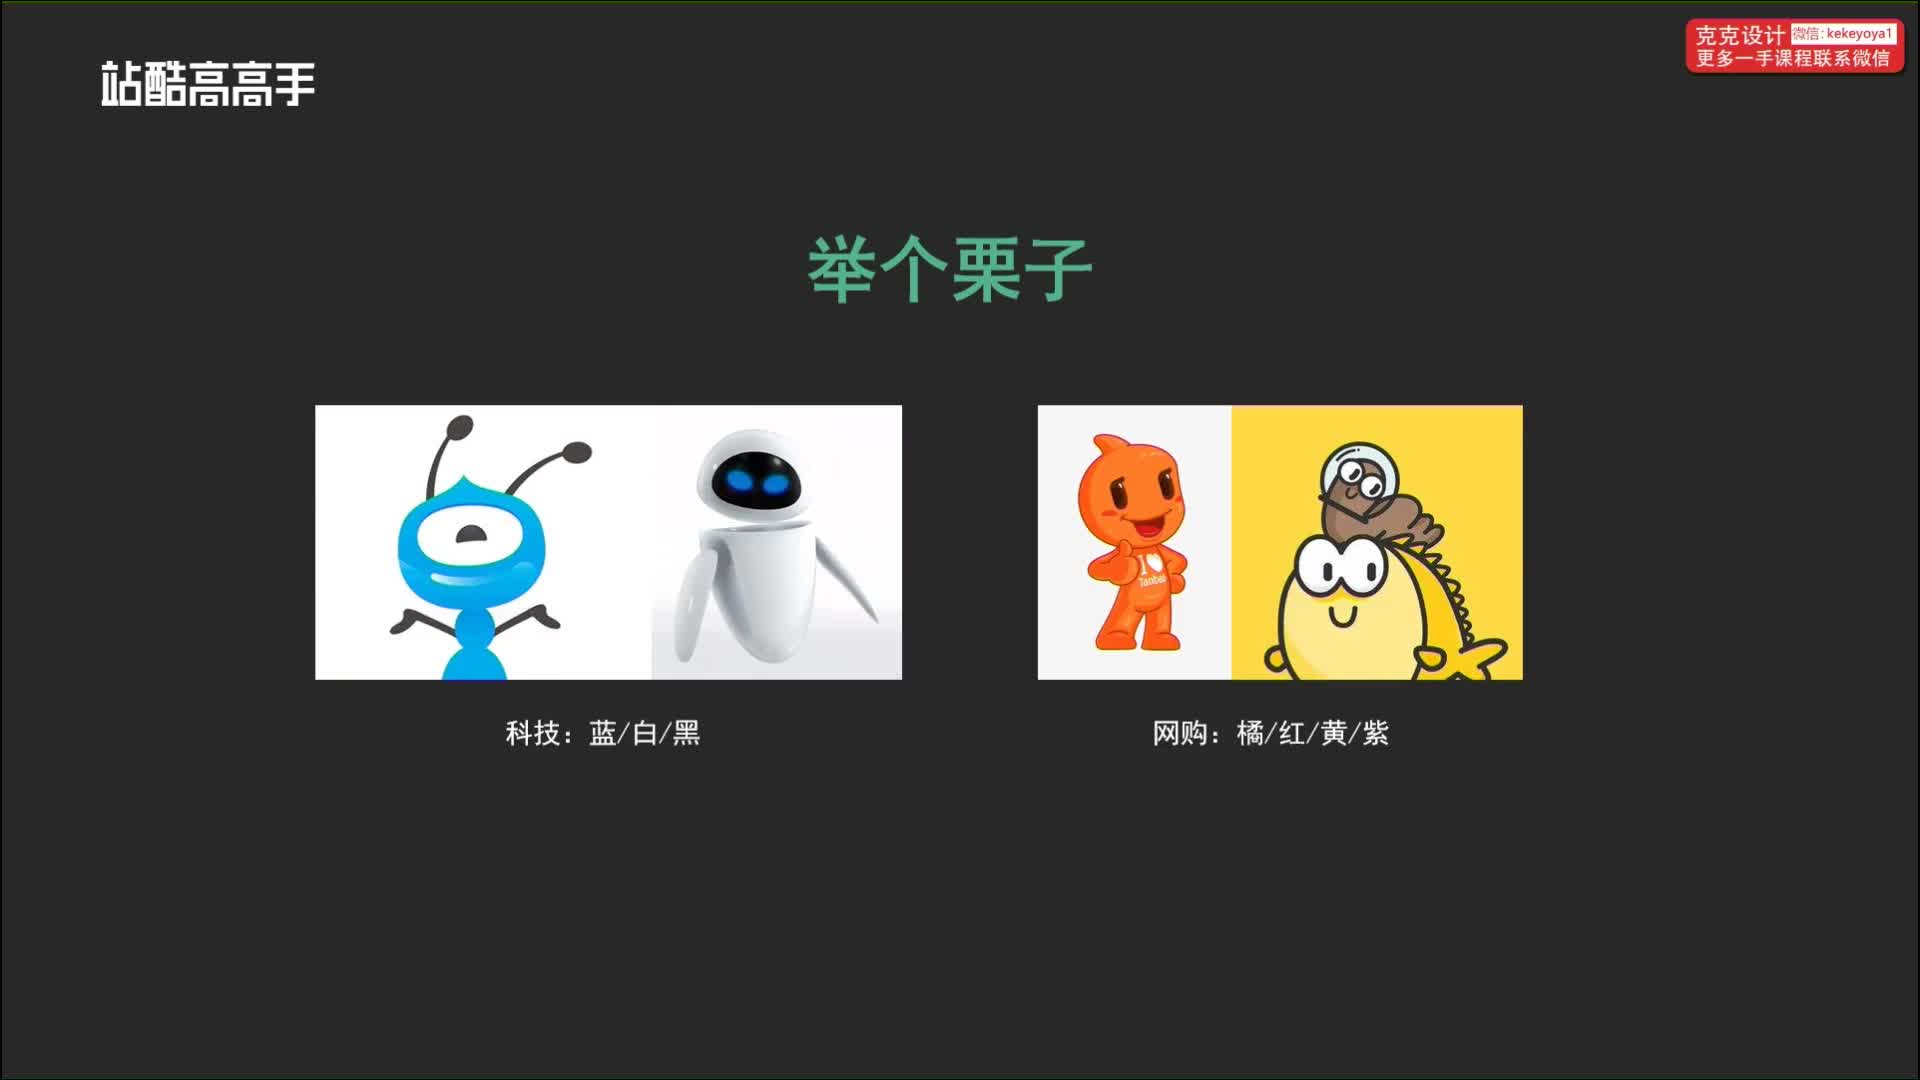 站酷高高手
克克设计 微信: kekeyoya1
更多一手课程联系微信
举个栗子
I
Taobao
科技：蓝/白/黑
网购：橘/红/黄/紫